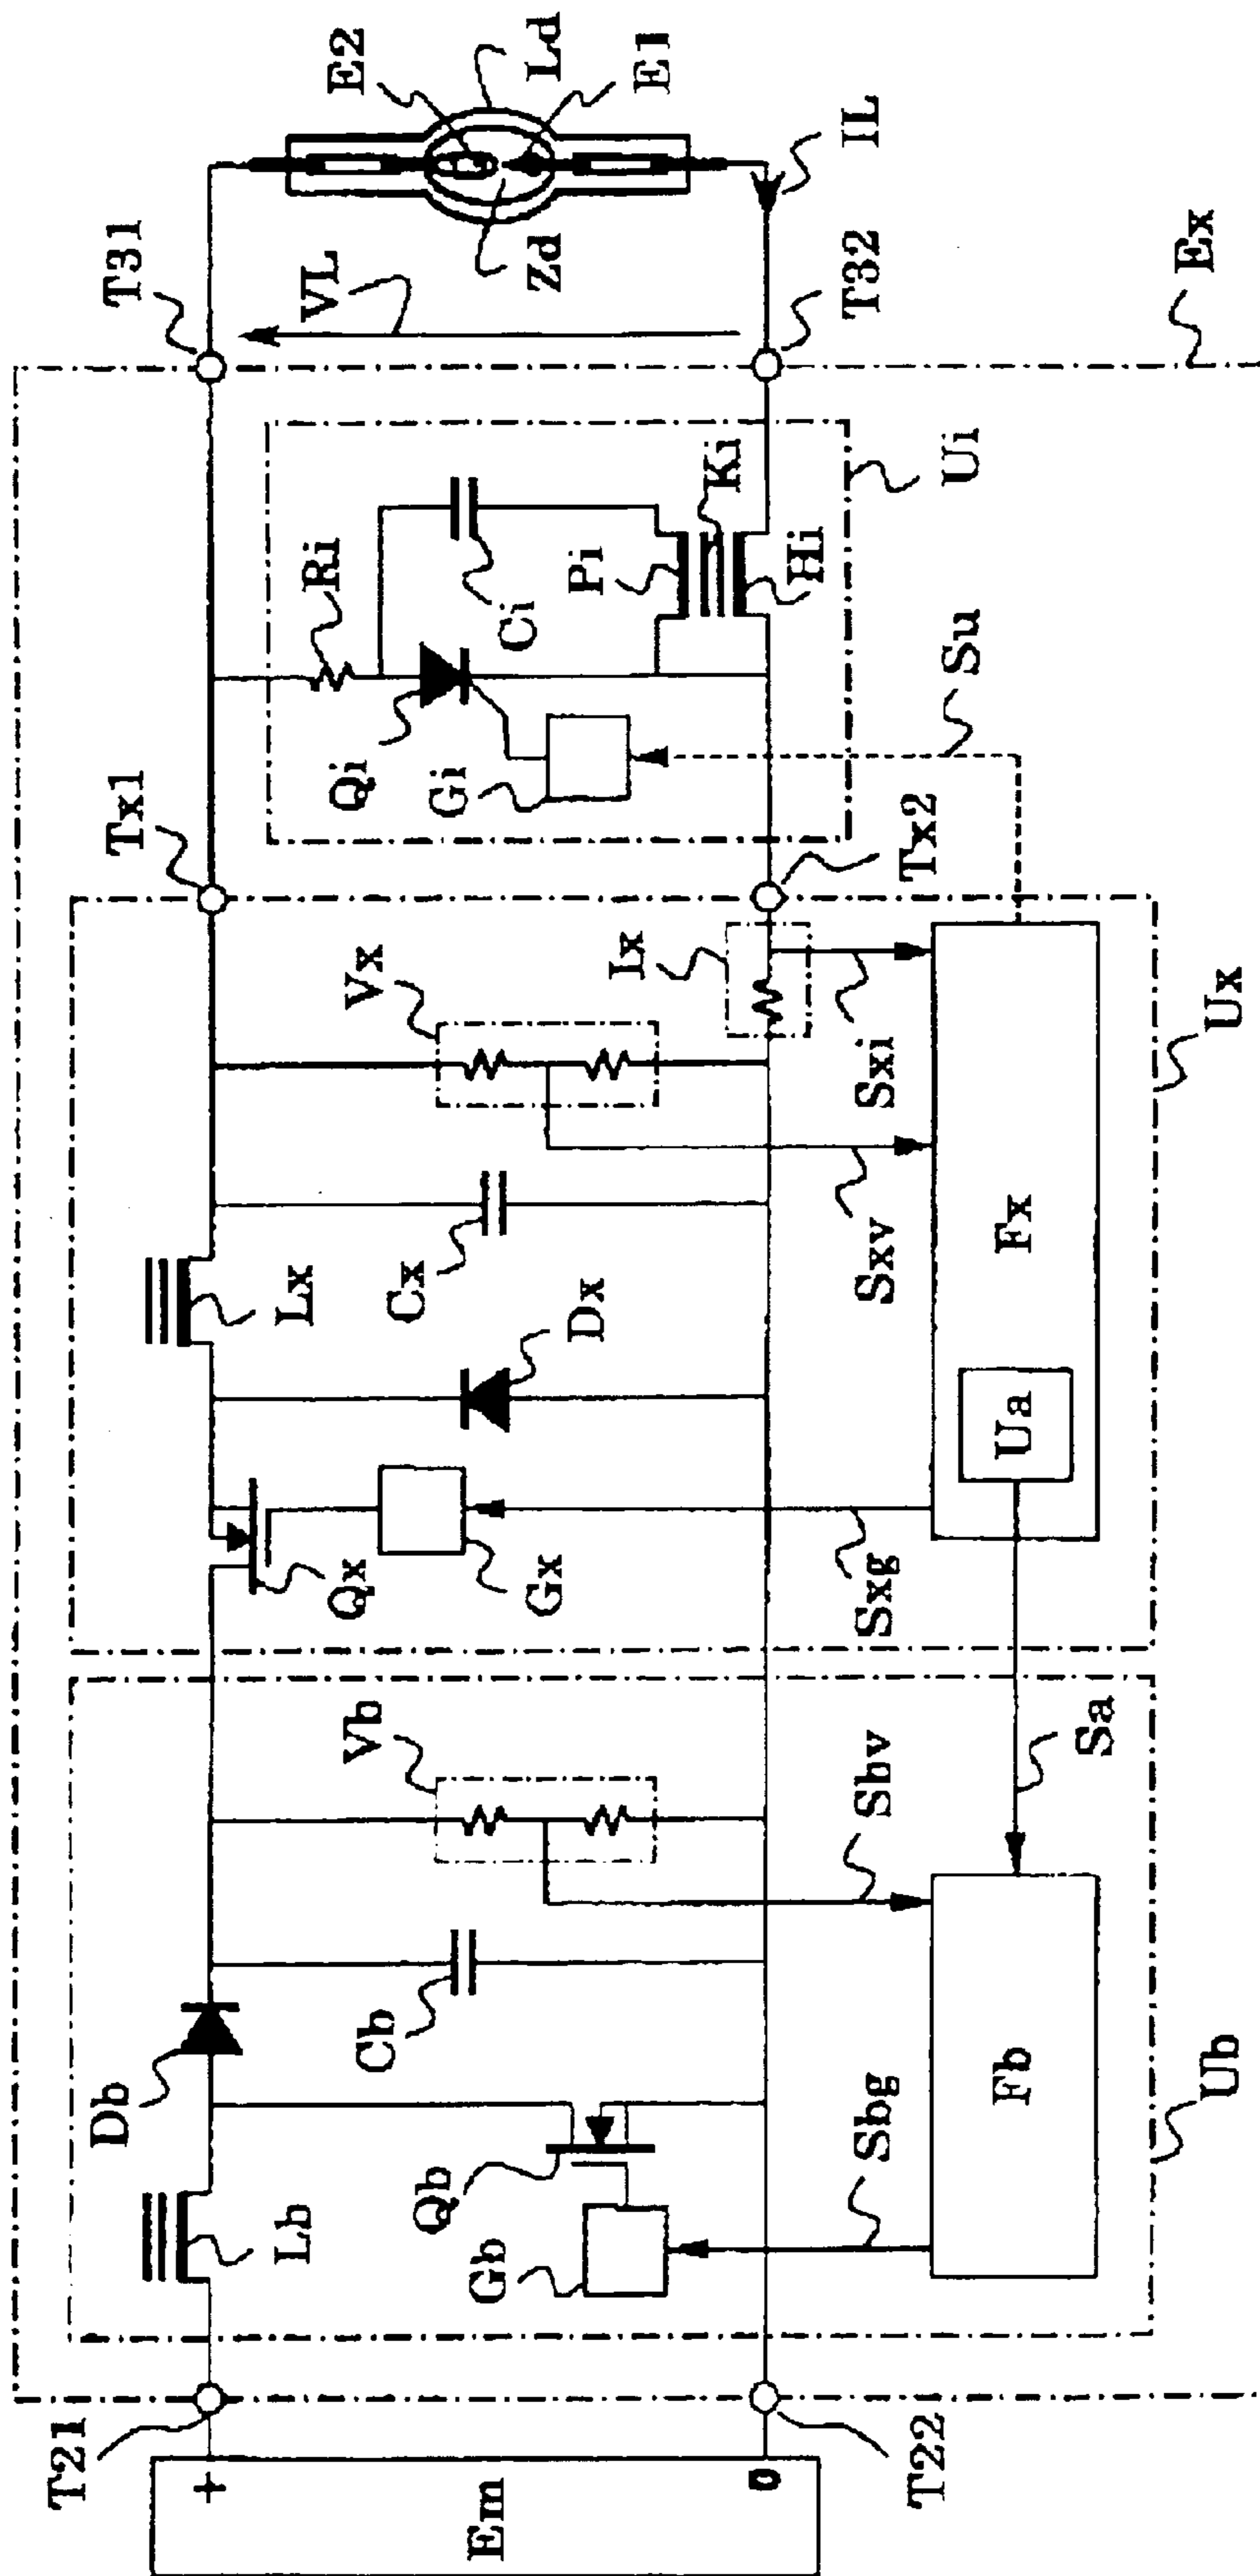 E2
Ld
E1
Zd
IL
T31
VL
T32
Ex
Ri
Ci
Pi
Ki
Hi
Ui
Qi
Gi
Su
Tx1
Tx2
Vx
Ix
Sxi
Sxv
Ux
Lx
Cx
Dx
Fx
Ua
Qx
Gx
Sxg
Vb
Sbv
Sa
Db
Cb
Fb
Ub
Lb
Qb
Gb
Sbg
T21
T22
+
0
Em